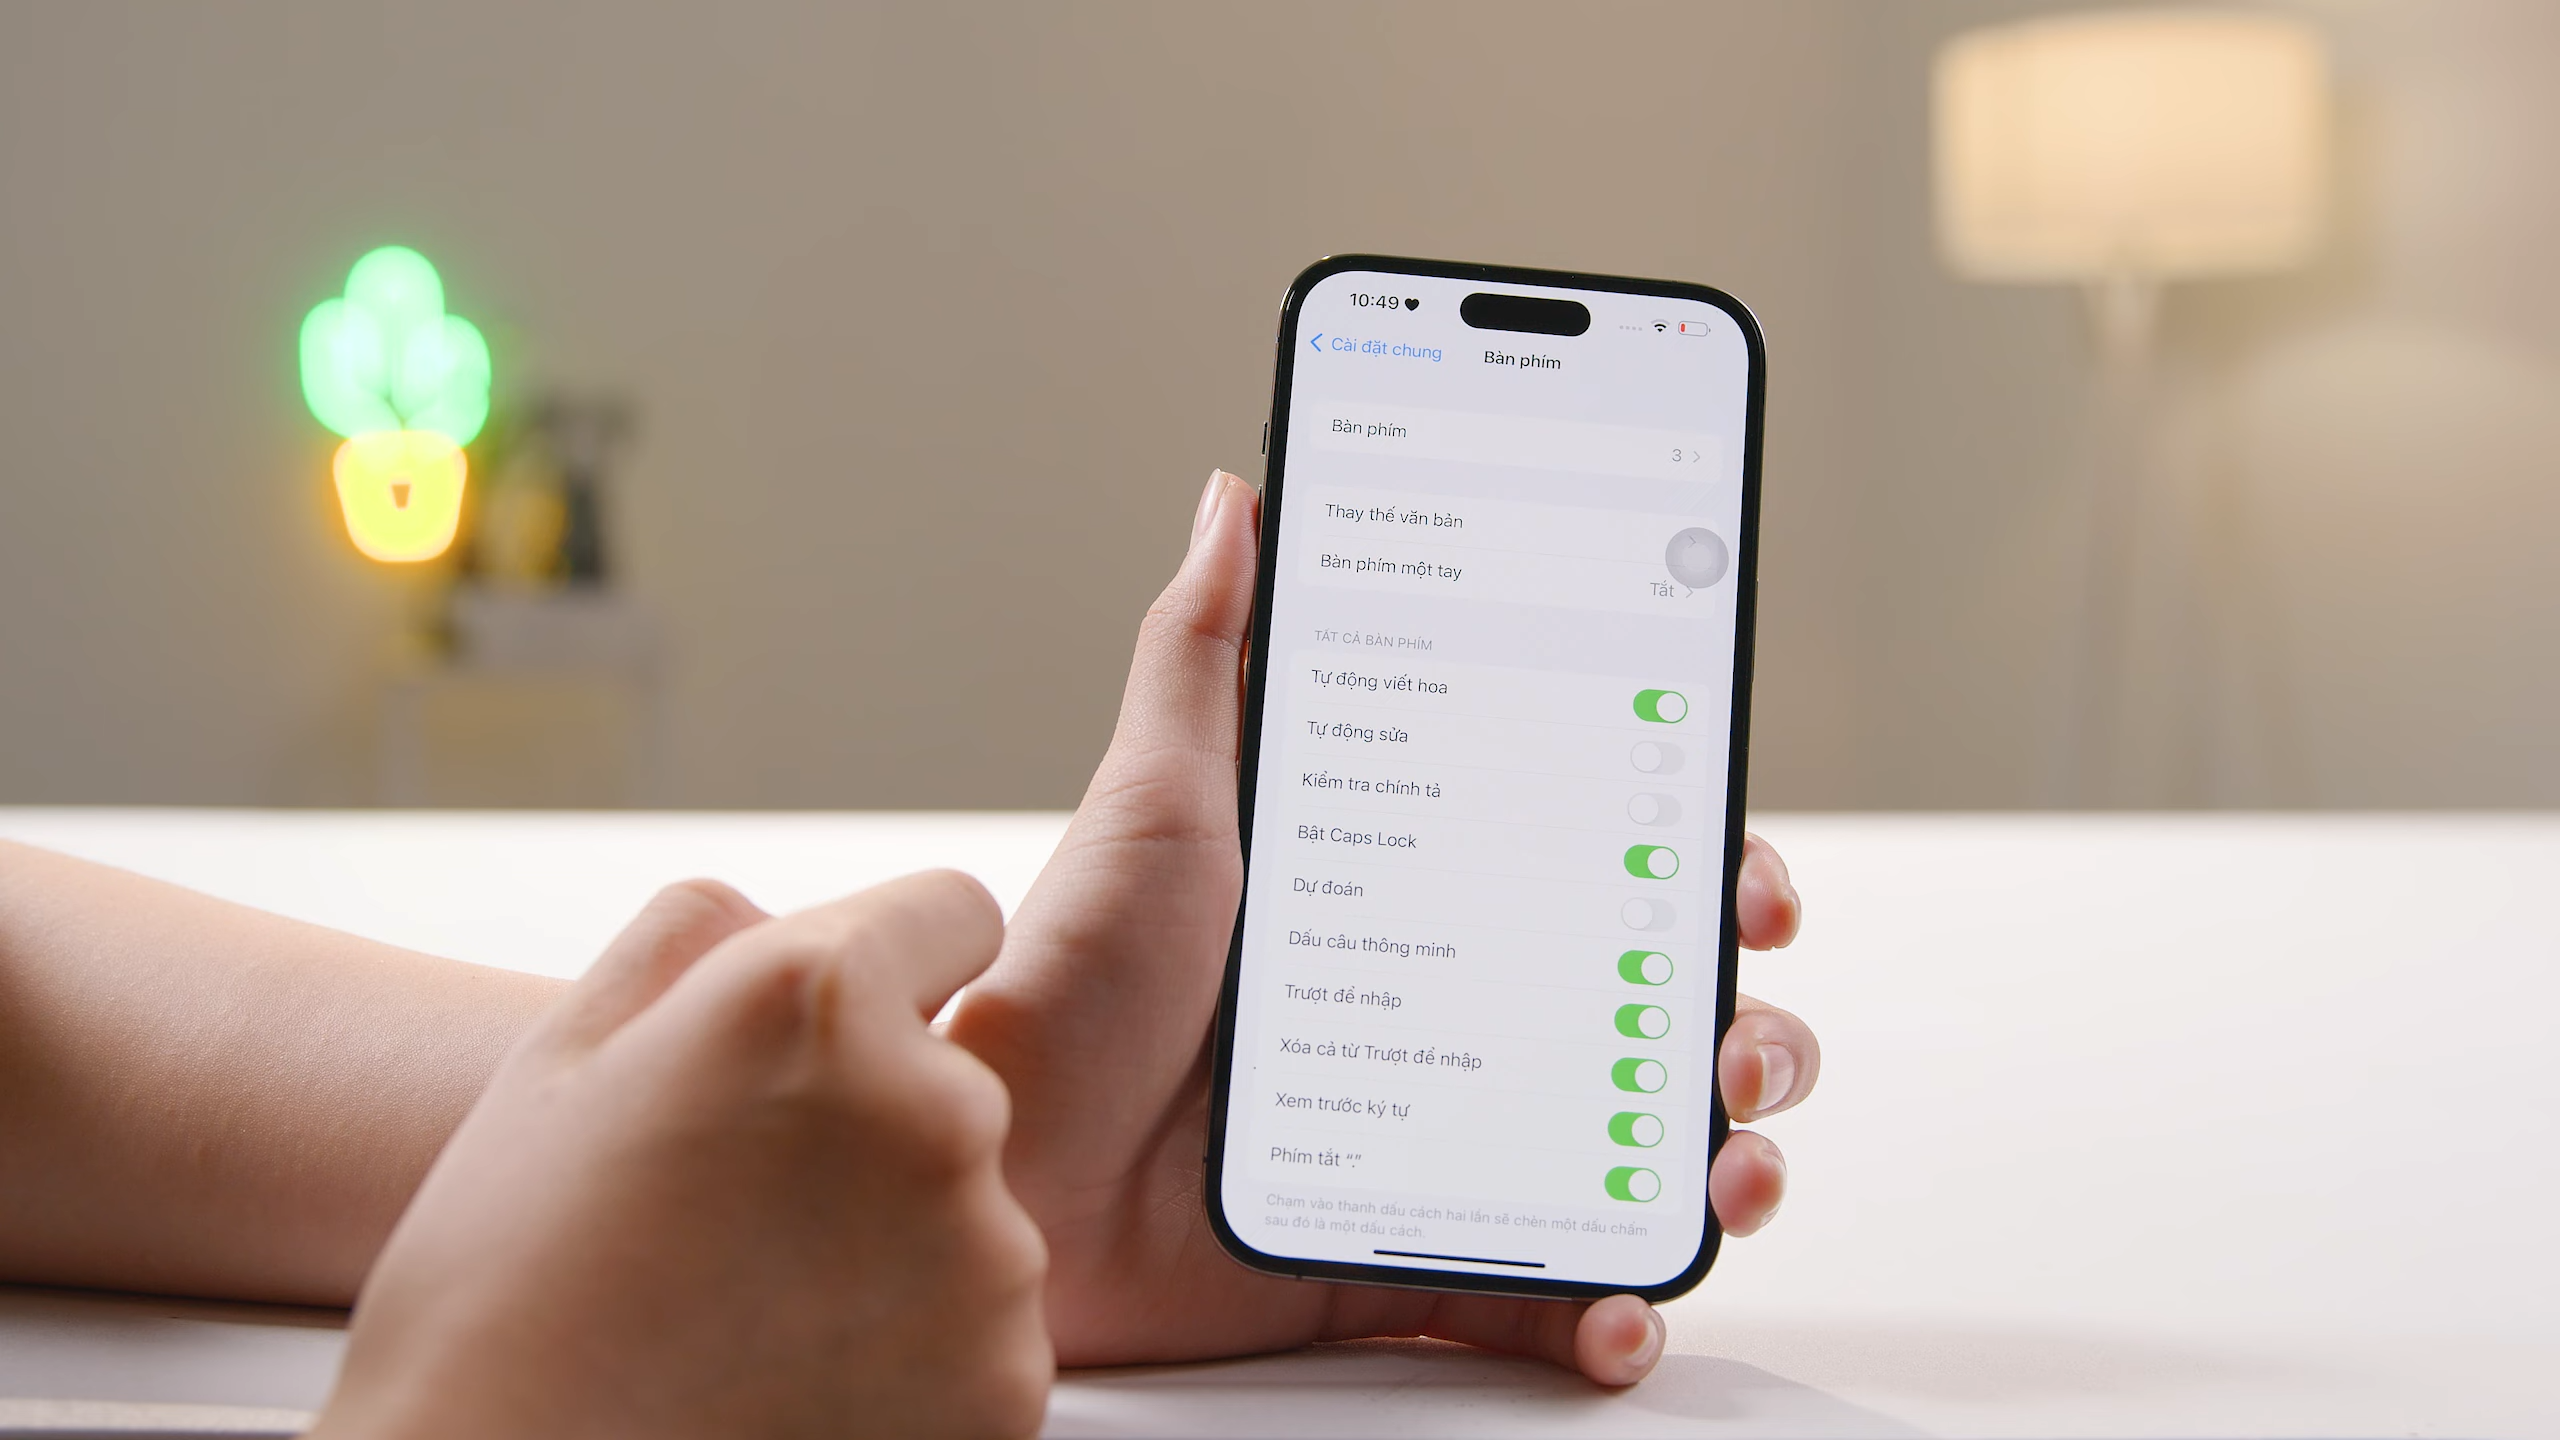 10:49
Cài đặt chung
Bàn phím
Bàn phím
3
Thay thế văn bản
Bàn phím một tay
Tắt
TẤT CẢ BÀN PHÍM
Tự động viết hoa
Tự động sửa
Kiểm tra chính tả
Bật Caps Lock
Dự đoán
Dấu câu thông minh
Trượt để nhập
Xóa cả từ Trượt để nhập
Xem trước ký tự
Phím tắt “.”
Chạm vào thanh dấu cách hai lần sẽ chèn một dấu chấm
sau đó là một dấu cách.